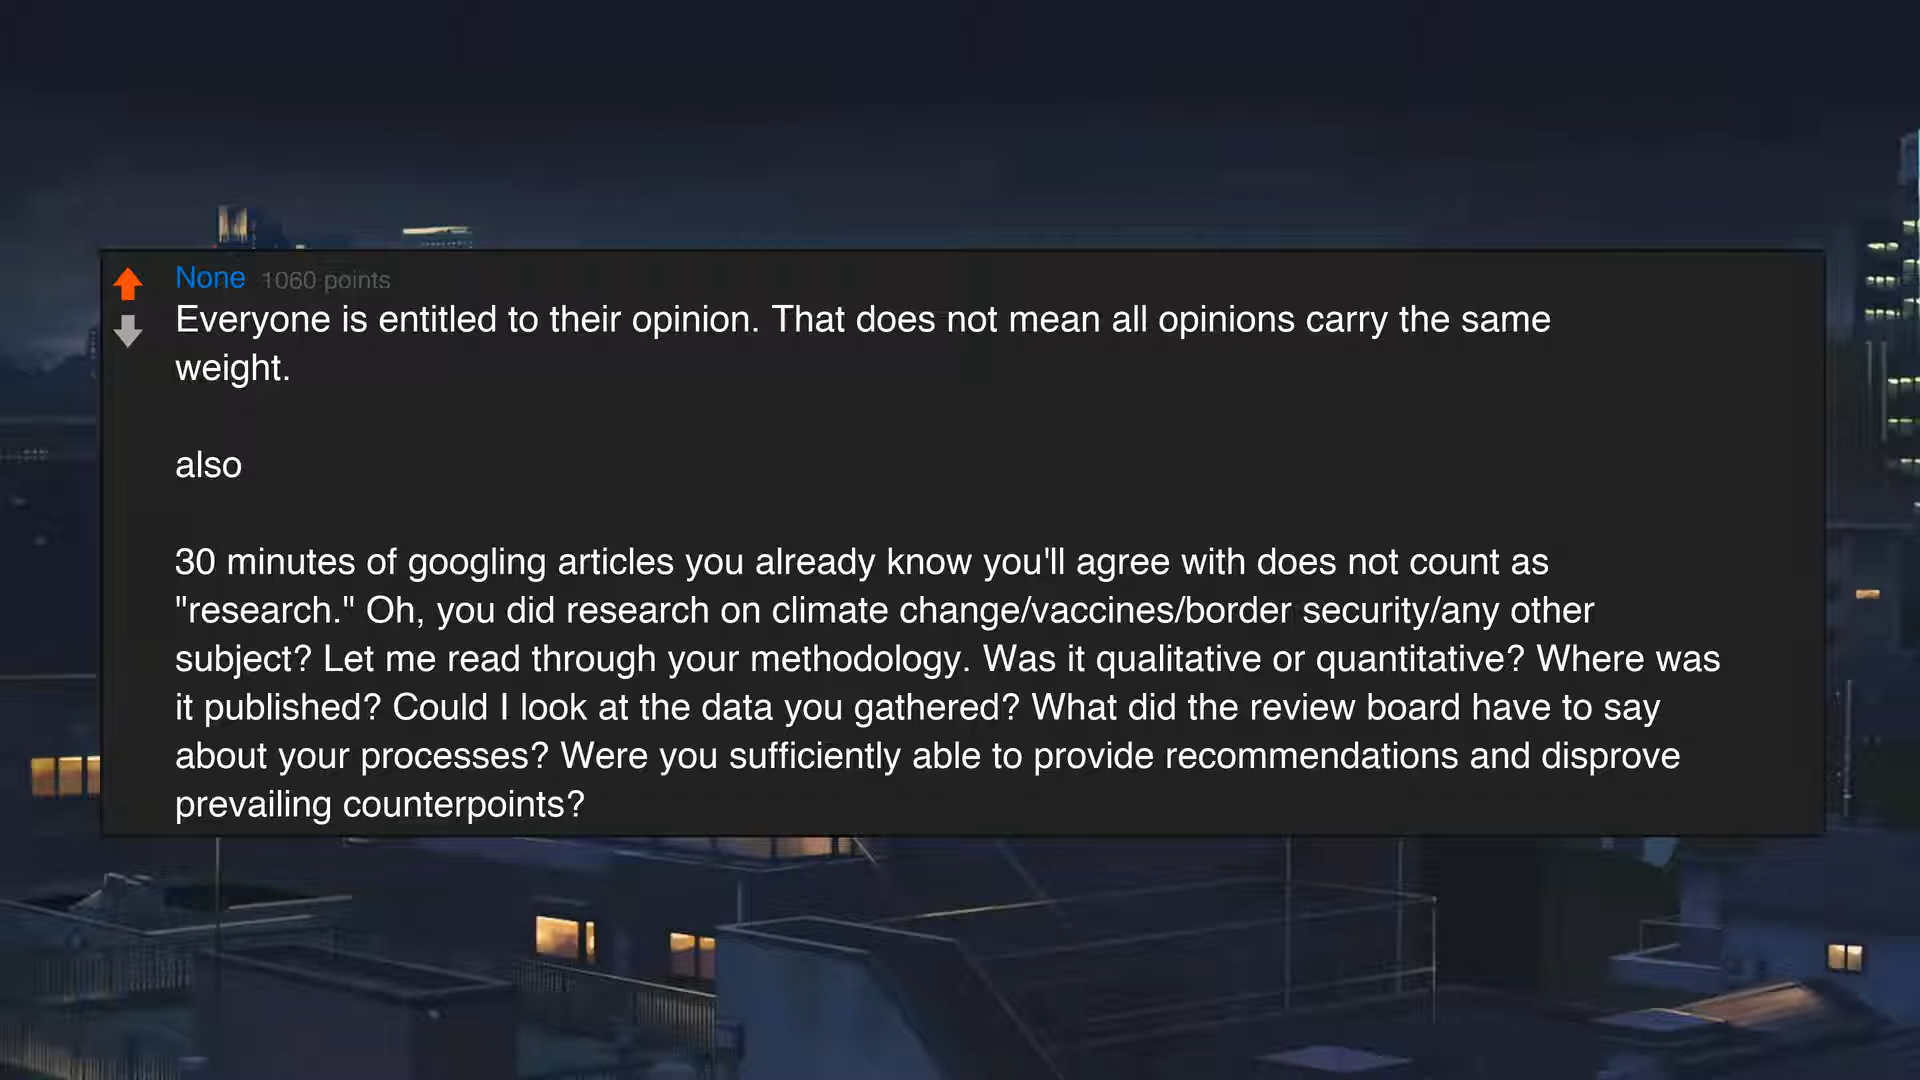 None 1060 points
Everyone is entitled to their opinion. That does not mean all opinions carry the same
weight.
also
30 minutes of googling articles you already know you'll agree with does not count as
"research." Oh, you did research on climate change/vaccines/border security/any other
subject? Let me read through your methodology. Was it qualitative or quantitative? Where was
it published? Could I look at the data you gathered? What did the review board have to say
about your processes? Were you sufficiently able to provide recommendations and disprove
prevailing counterpoints?